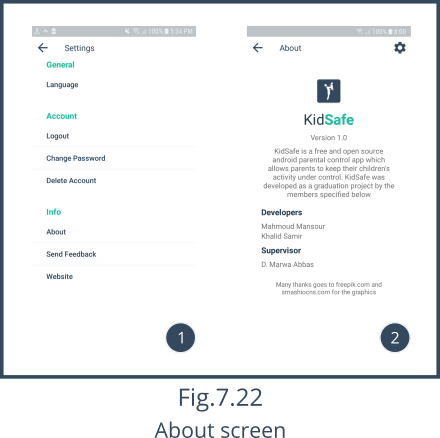 100% 5:34 PM
Settings
General
Language
Account
Logout
Change Password
Delete Account
Info
About
Send Feedback
Website
1
100% 6:00
About
KidSafe
Version 1.0
KidSafe is a free and open source
android parental control app which
allows parents to keep their children's
activity under control. KidSafe was
developed as a graduation project by the
members specified below
Developers
Mahmoud Mansour
Khalid Samir
Supervisor
D. Marwa Abbas
Many thanks goes to freepik.com and
smashicons.com for the graphics
2
Fig.7.22
About screen